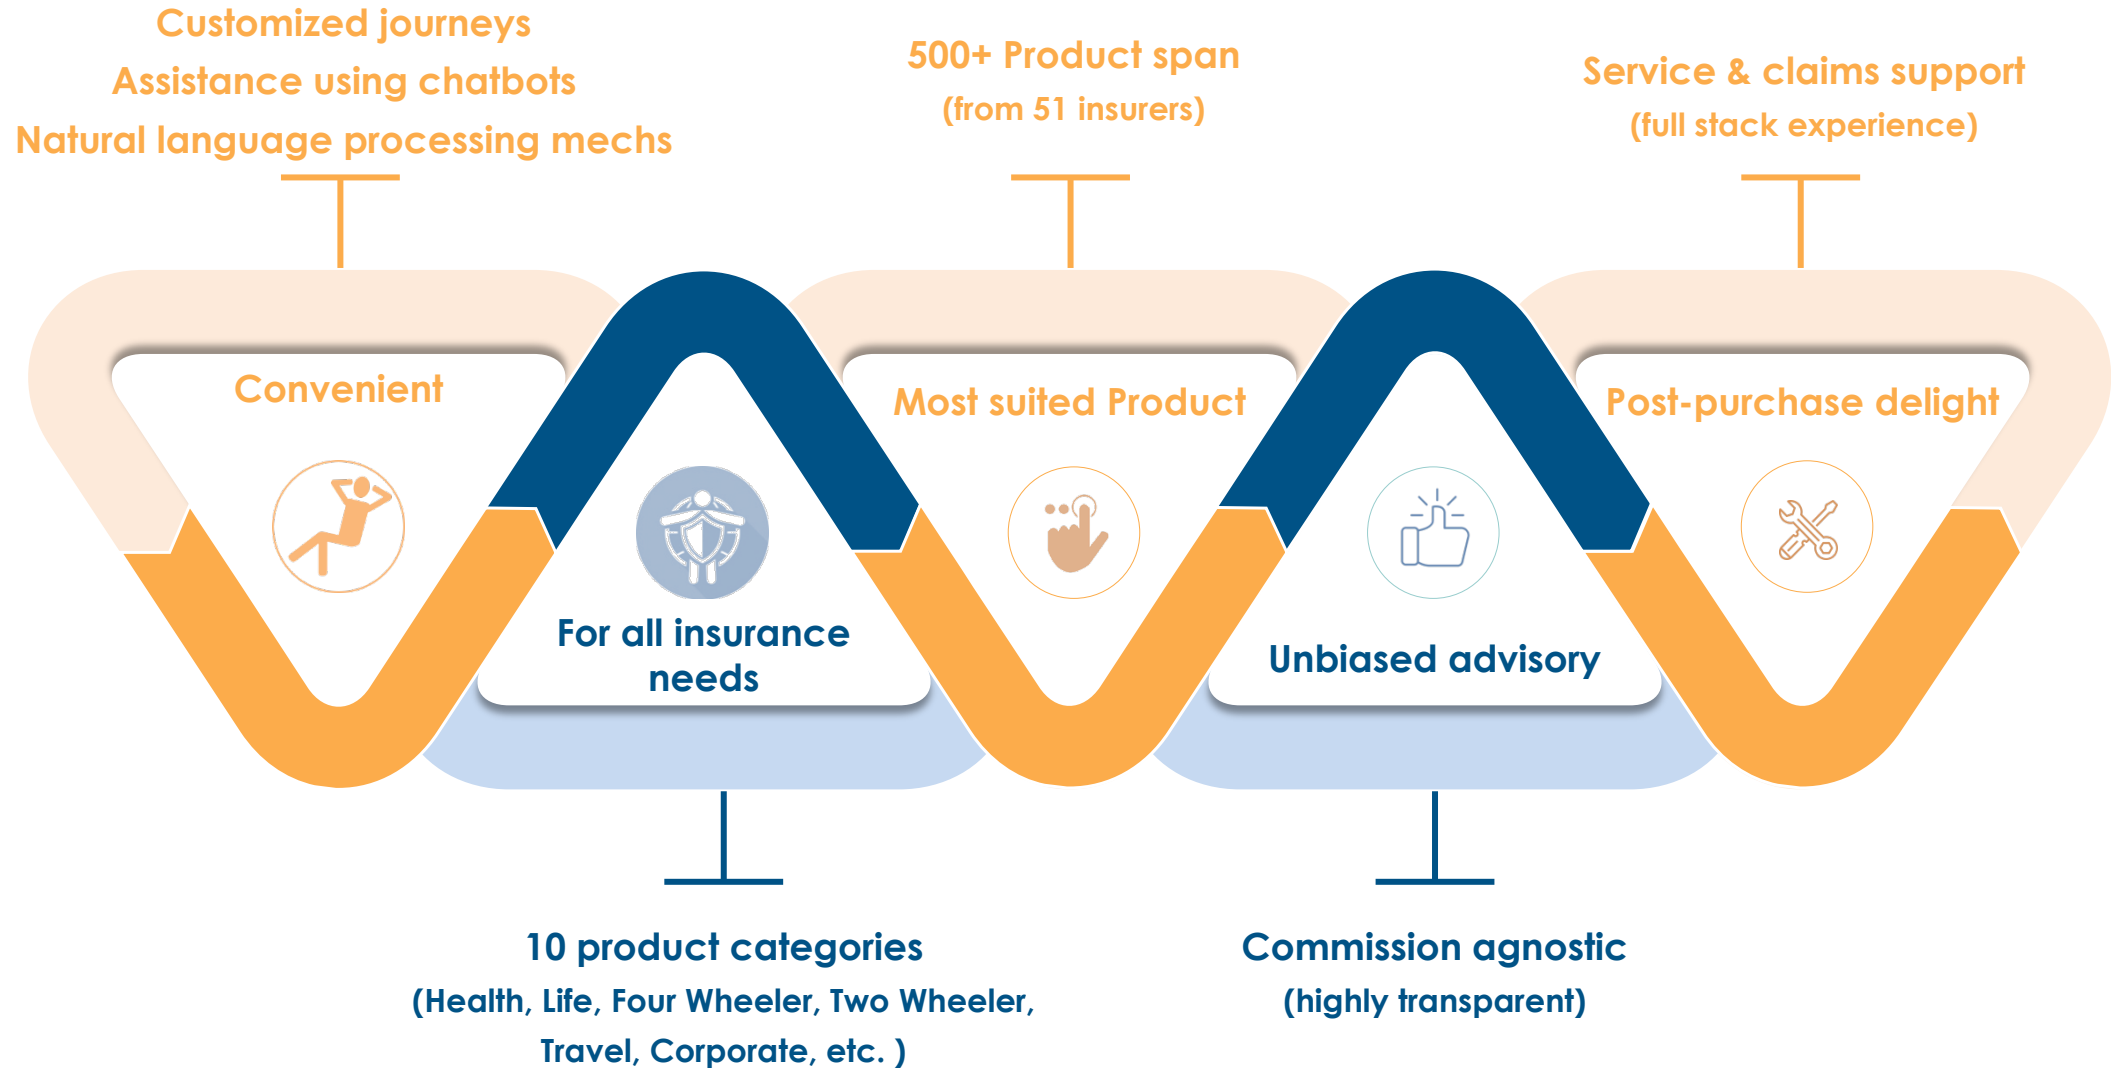 Customized journeys
Assistance using chatbots
Natural language processing mechs
500+ Product span
(from 51 insurers)
Service & claims support
(full stack experience)
Convenient
Most suited Product
Post-purchase delight
For all insurance
needs
Unbiased advisory
10 product categories
(Health, Life, Four Wheeler, Two Wheeler,
Travel, Corporate, etc. )
Commission agnostic
(highly transparent)